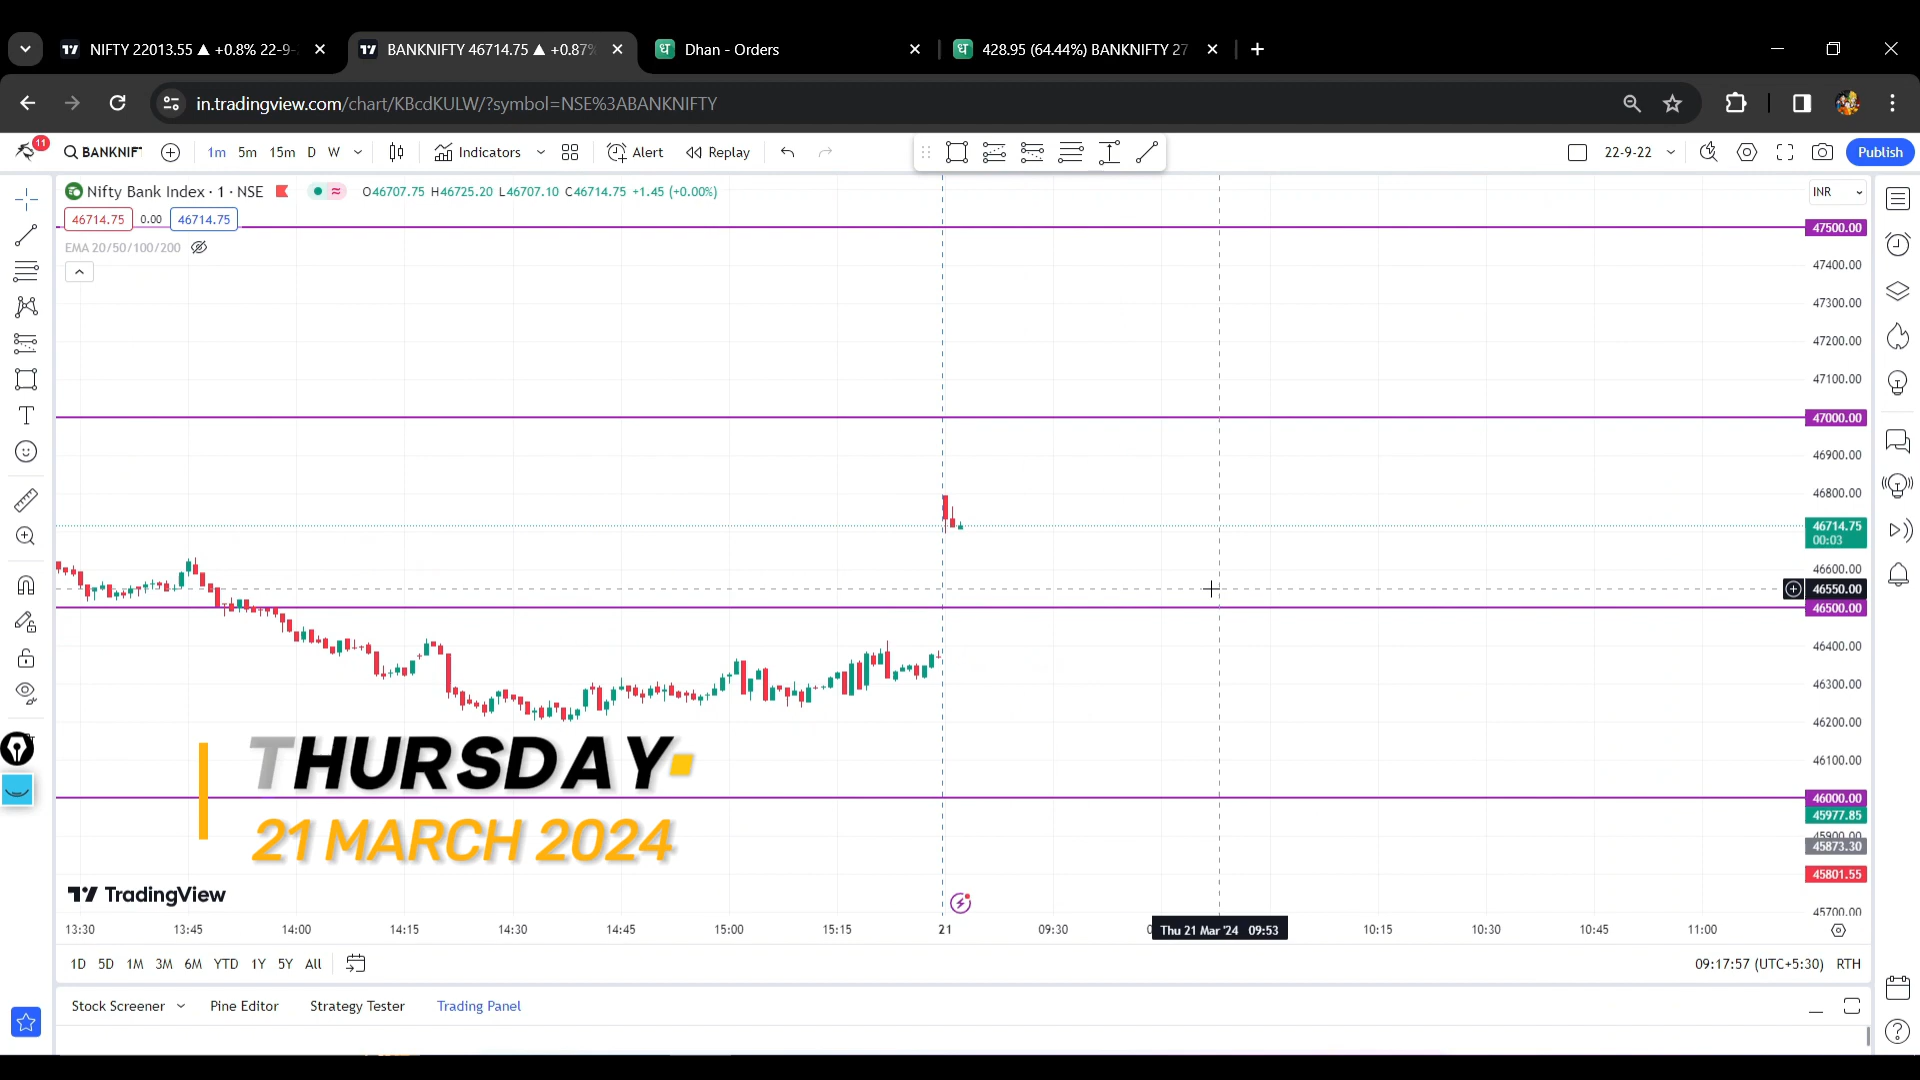 NIFTY 22013.55 ▲ +0.8% 22-9-
BANKNIFTY 46714.75 ▲ +0.87%
Dhan - Orders
428.95 (64.44%) BANKNIFTY 27
in.tradingview.com/chart/KBcdKULW/?symbol=NSE%3ABANKNIFTY
11
BANKNIF
1m 5m 15m D W
Indicators
Alert
Replay
22-9-22
Publish
Nifty Bank Index · 1 · NSE
O46707.75 H46725.20 L46707.10 C46714.75 +1.45 (+0.00%)
INR
46714.75 0.00 46714.75
EMA 20/50/100/200
47500.00
47400.00
47300.00
47200.00
47100.00
47000.00
46900.00
46800.00
46714.75
00:03
46600.00
46550.00
46500.00
46400.00
46300.00
46200.00
46100.00
46000.00
45977.85
45900.00
45873.30
45801.55
45700.00
THURSDAY
21 MARCH 2024
TradingView
13:30 13:45 14:00 14:15 14:30 14:45 15:00 15:15 21 09:30 Thu 21 Mar '24 09:53 10:15 10:30 10:45 11:00
1D 5D 1M 3M 6M YTD 1Y 5Y All
09:17:57 (UTC+5:30) RTH
Stock Screener Pine Editor Strategy Tester Trading Panel